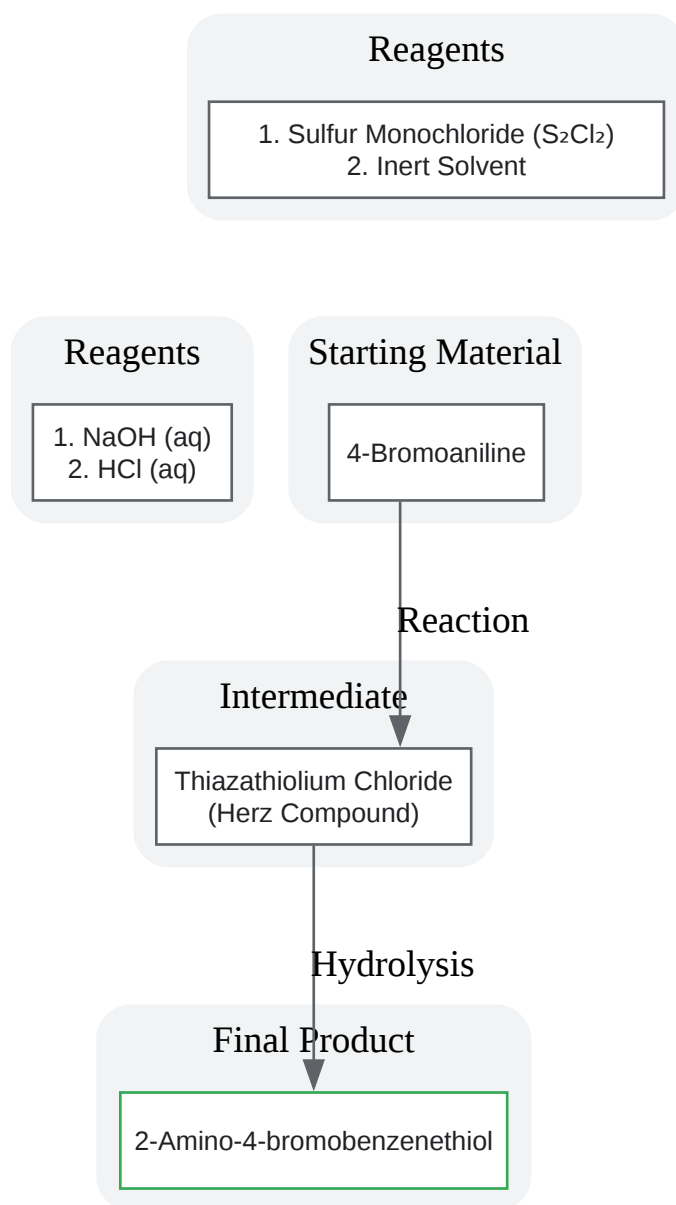 Reagents
1. Sulfur Monochloride (S₂Cl₂)
2. Inert Solvent
Reagents
1. NaOH (aq)
2. HCl (aq)
Starting Material
4-Bromoaniline
Reaction
Intermediate
Thiazathiolium Chloride
(Herz Compound)
Hydrolysis
Final Product
2-Amino-4-bromobenzenethiol